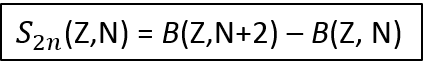 S₂ₙ(Z,N) = B(Z,N+2) – B(Z, N)